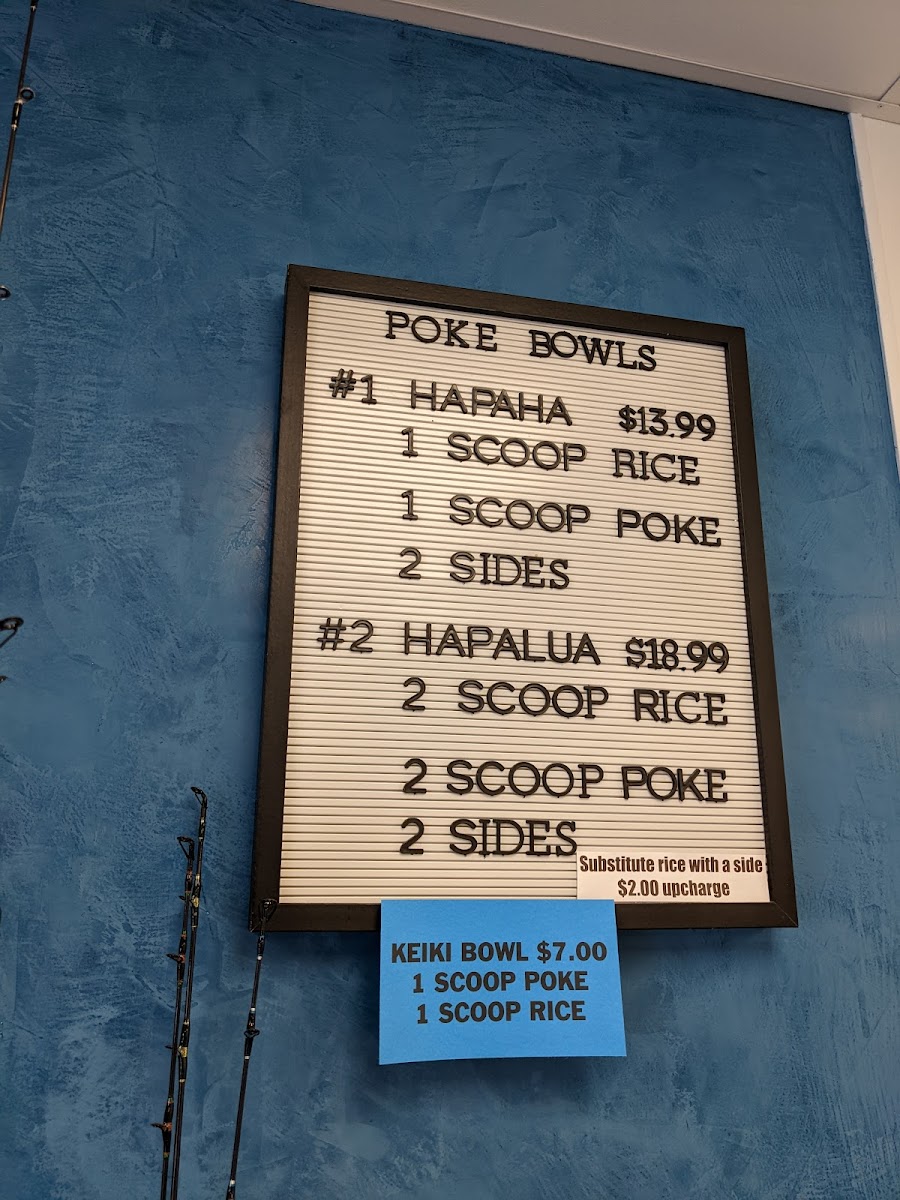 POKE BOWLS
#1 HAPAHA $13.99
1 SCOOP RICE
1 SCOOP POKE
2 SIDES
#2 HAPALUA $18.99
2 SCOOP RICE
2 SCOOP POKE
2 SIDES
Substitute rice with a side
$2.00 upcharge
KEIKI BOWL $7.00
1 SCOOP POKE
1 SCOOP RICE